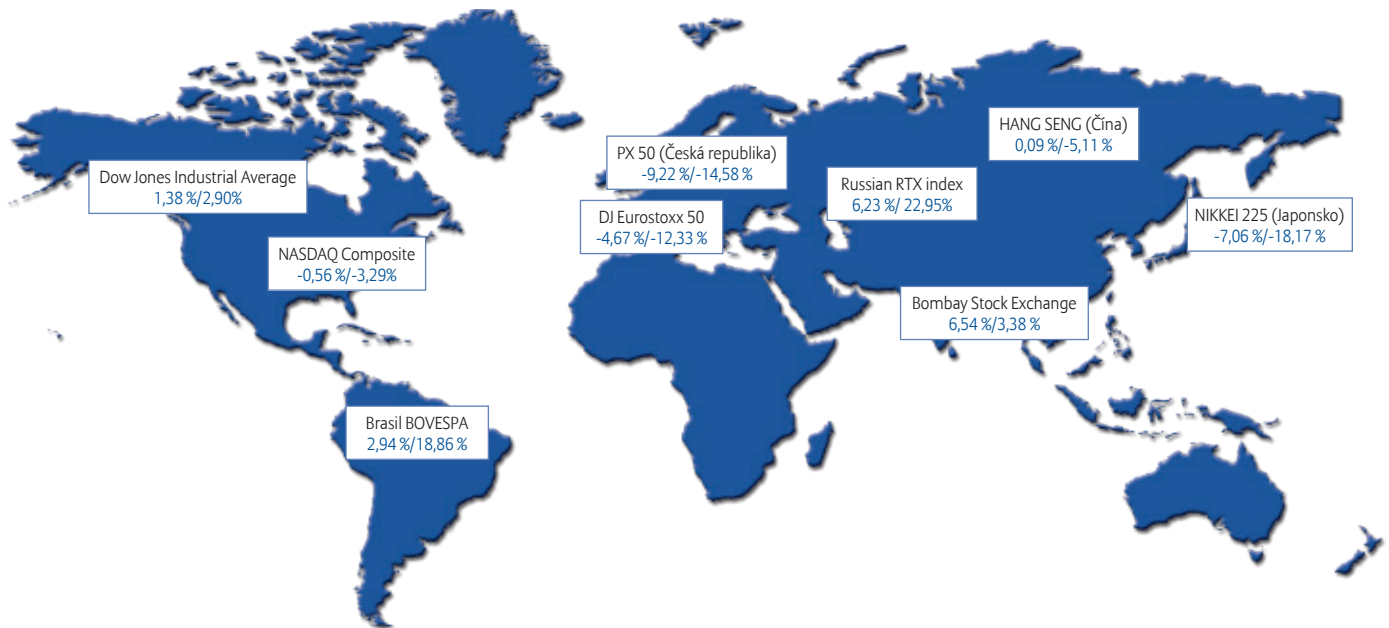 HANG SENG (Čína)
0,09 %/-5,11 %
PX 50 (Česká republika)
-9,22 %/-14,58 %
Dow Jones Industrial Average
1,38 %/2,90%
Russian RTX index
6,23 %/ 22,95%
NIKKEI 225 (Japonsko)
-7,06 %/-18,17 %
DJ Eurostoxx 50
-4,67 %/-12,33 %
NASDAQ Composite
-0,56 %/-3,29%
Bombay Stock Exchange
6,54 %/3,38 %
Brasil BOVESPA
2,94 %/18,86 %